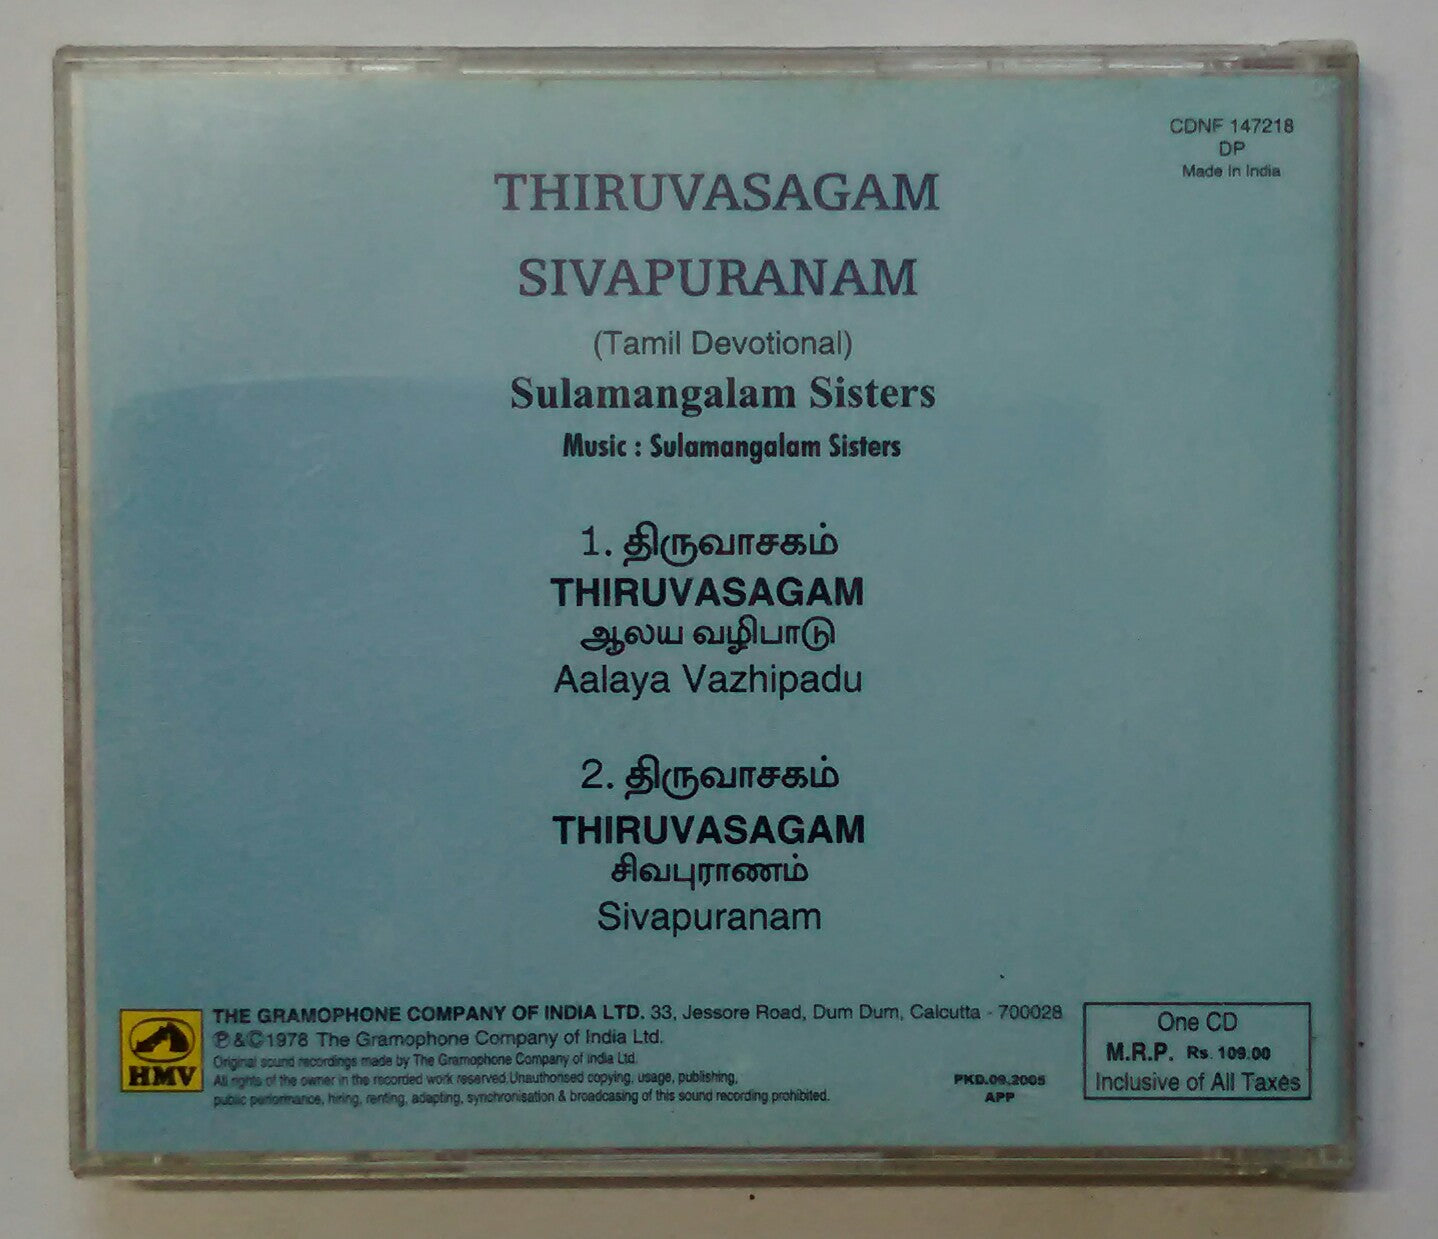 CDNF 147218
DP
Made in India
THIRUVASAGAM
SIVAPURANAM
(Tamil Devotional)
Sulamangalam Sisters
Music : Sulamangalam Sisters
1. திருவாசகம்
THIRUVASAGAM
ஆலய வழிபாடு
Aalaya Vazhipadu
2. திருவாசகம்
THIRUVASAGAM
சிவபுராணம்
Sivapuranam
HMV
THE GRAMOPHONE COMPANY OF INDIA LTD. 33, Jessore Road, Dum Dum, Calcutta - 700028
℗&©1978 The Gramophone Company of India Ltd.
Original sound recordings made by The Gramophone Company of India Ltd.
All rights of the owner in the recorded work reserved.Unauthorised copying, usage, publishing,
public performance, hiring, renting, adapting, synchronisation & broadcasing of this sound recording prohibited.
PKD.09.2005
APP
One CD
M.R.P. Rs. 109.00
Inclusive of All Taxes